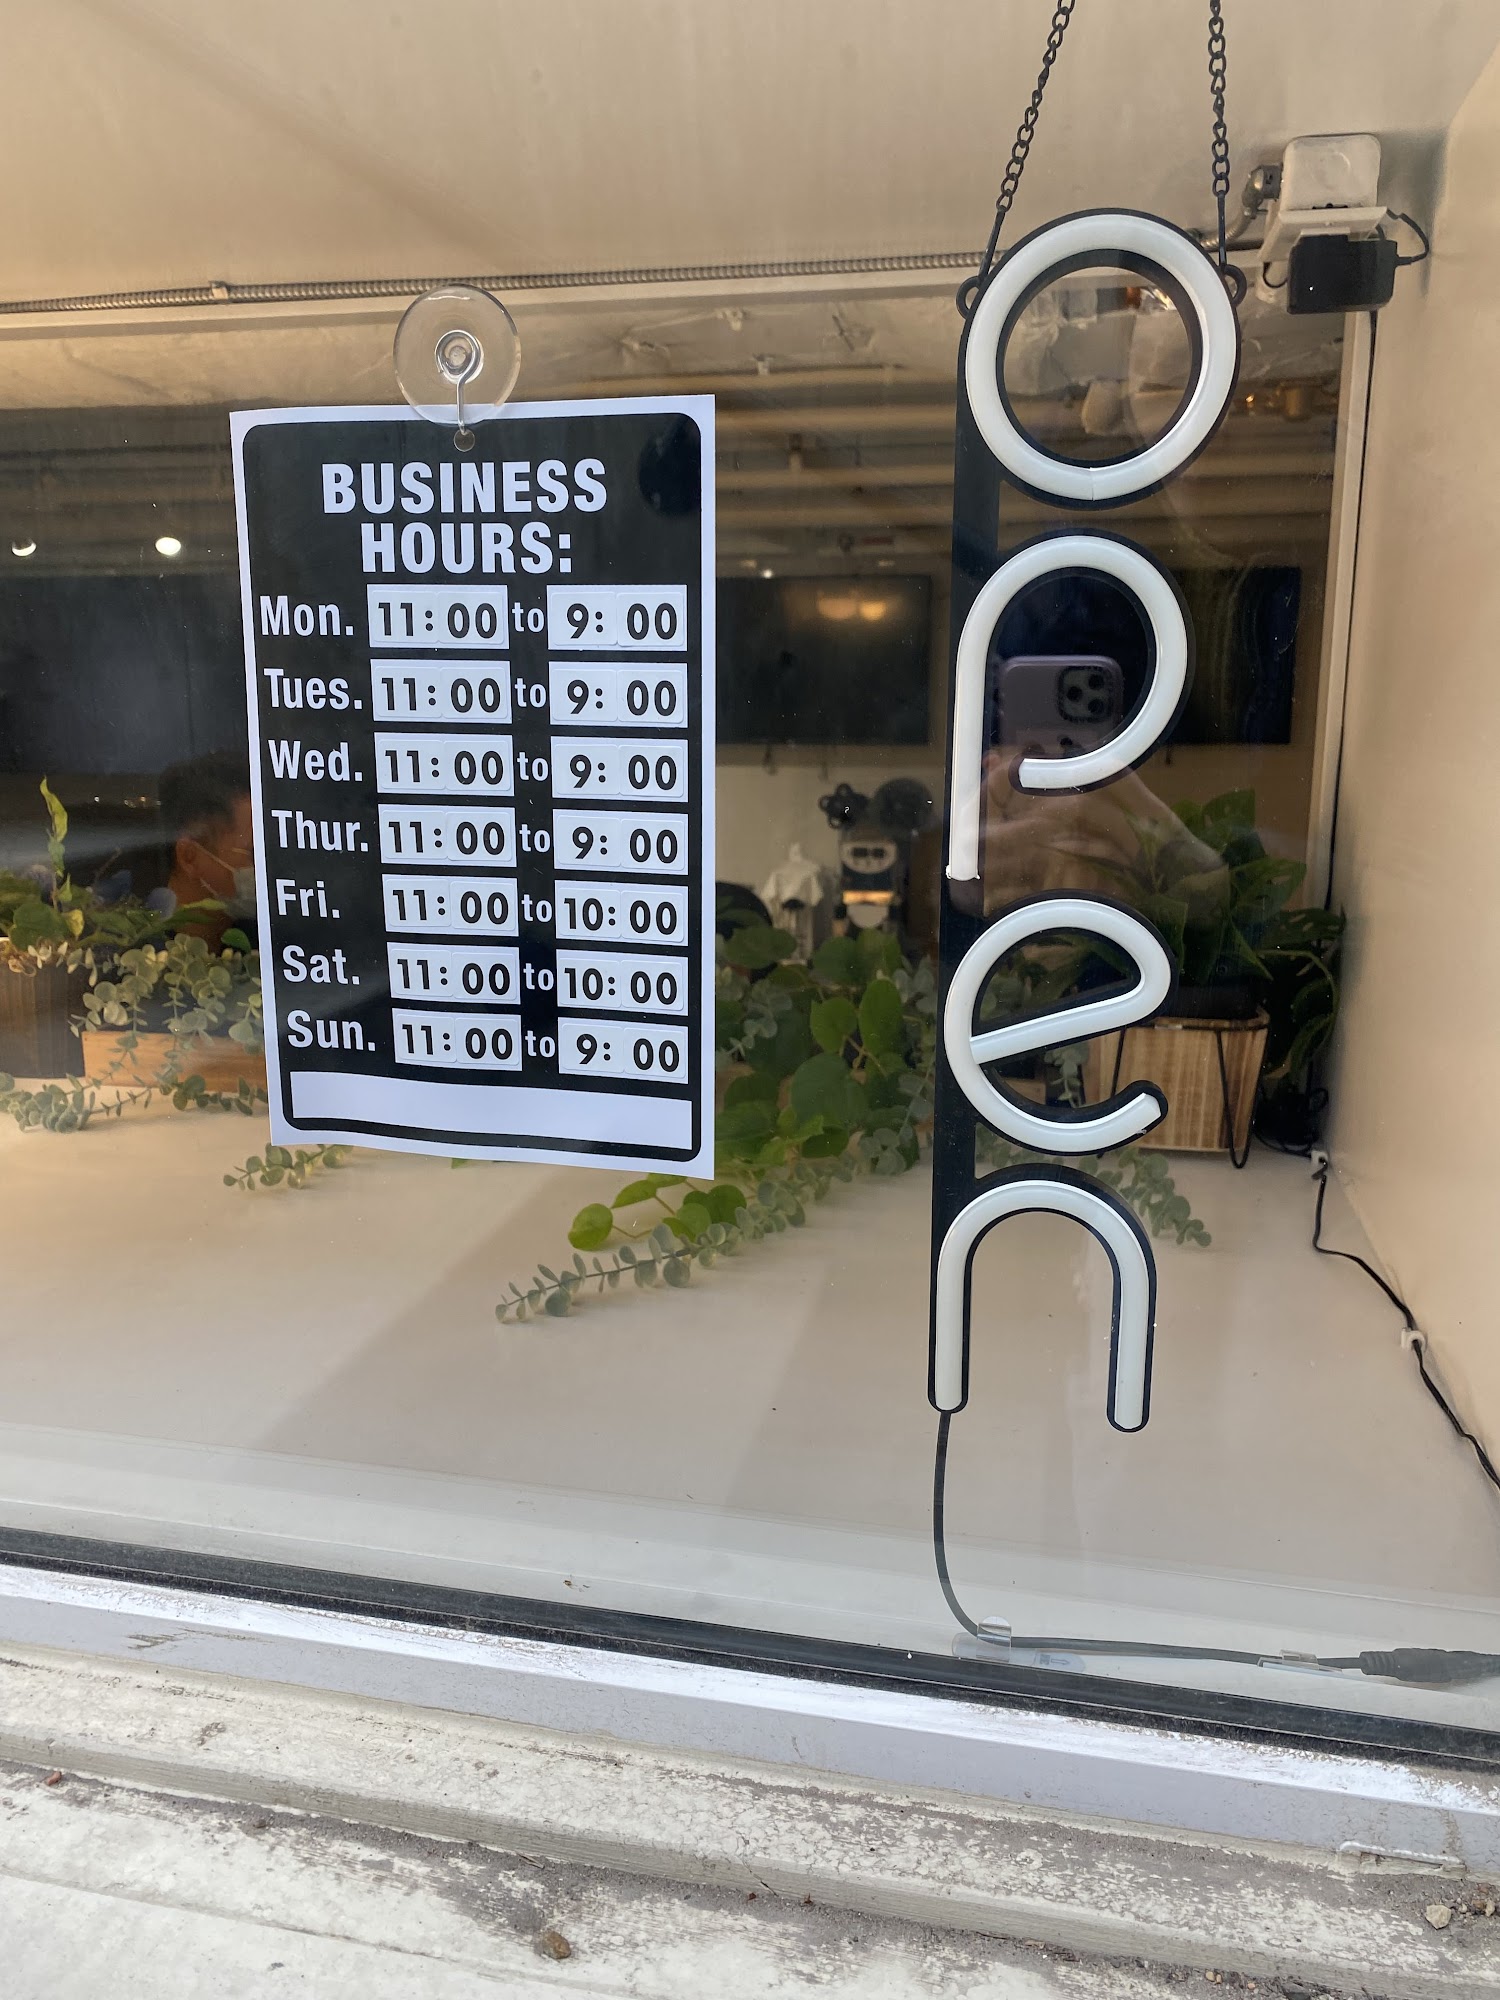 BUSINESS
HOURS:
Mon. 11:00 to 9:00
Tues. 11:00 to 9:00
Wed. 11:00 to 9:00
Thur. 11:00 to 9:00
Fri. 11:00 to 10:00
Sat. 11:00 to 10:00
Sun. 11:00 to 9:00
open